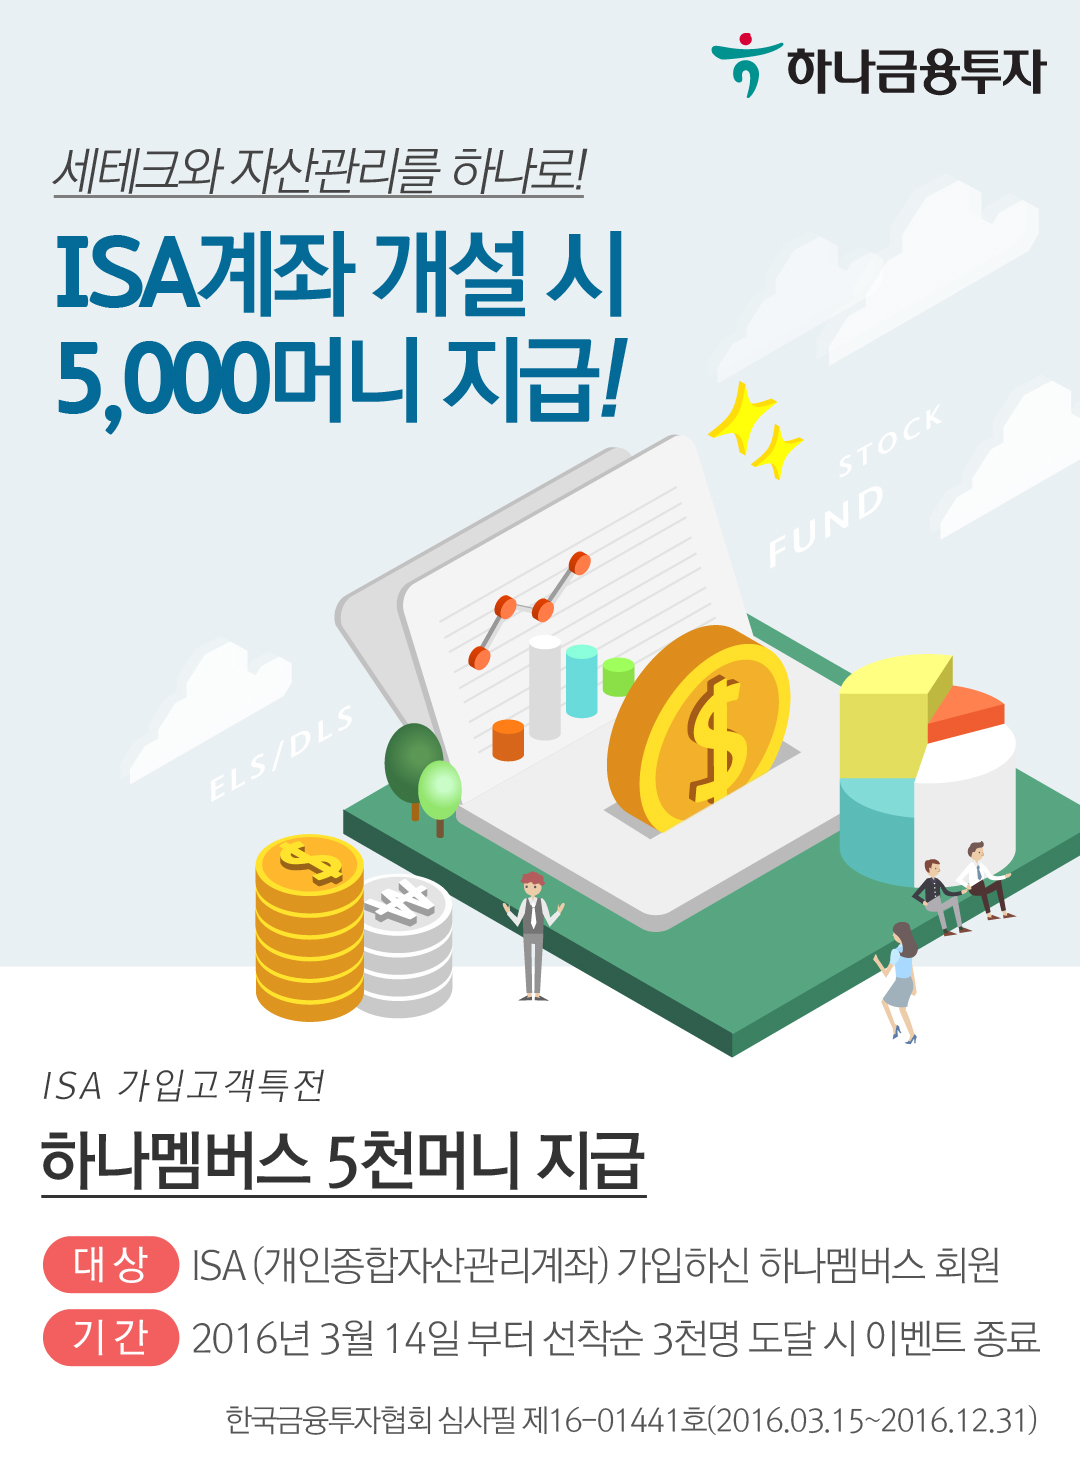 하나금융투자
세테크와 자산관리를 하나로!
ISA계좌 개설 시
5,000머니 지급!
STOCK
FUND
ELS/DLS
ISA 가입고객특전
하나멤버스 5천머니 지급
대상 ISA (개인종합자산관리계좌) 가입하신 하나멤버스 회원
기간 2016년 3월 14일 부터 선착순 3천명 도달 시 이벤트 종료
한국금융투자협회 심사필 제16-01441호(2016.03.15~2016.12.31)